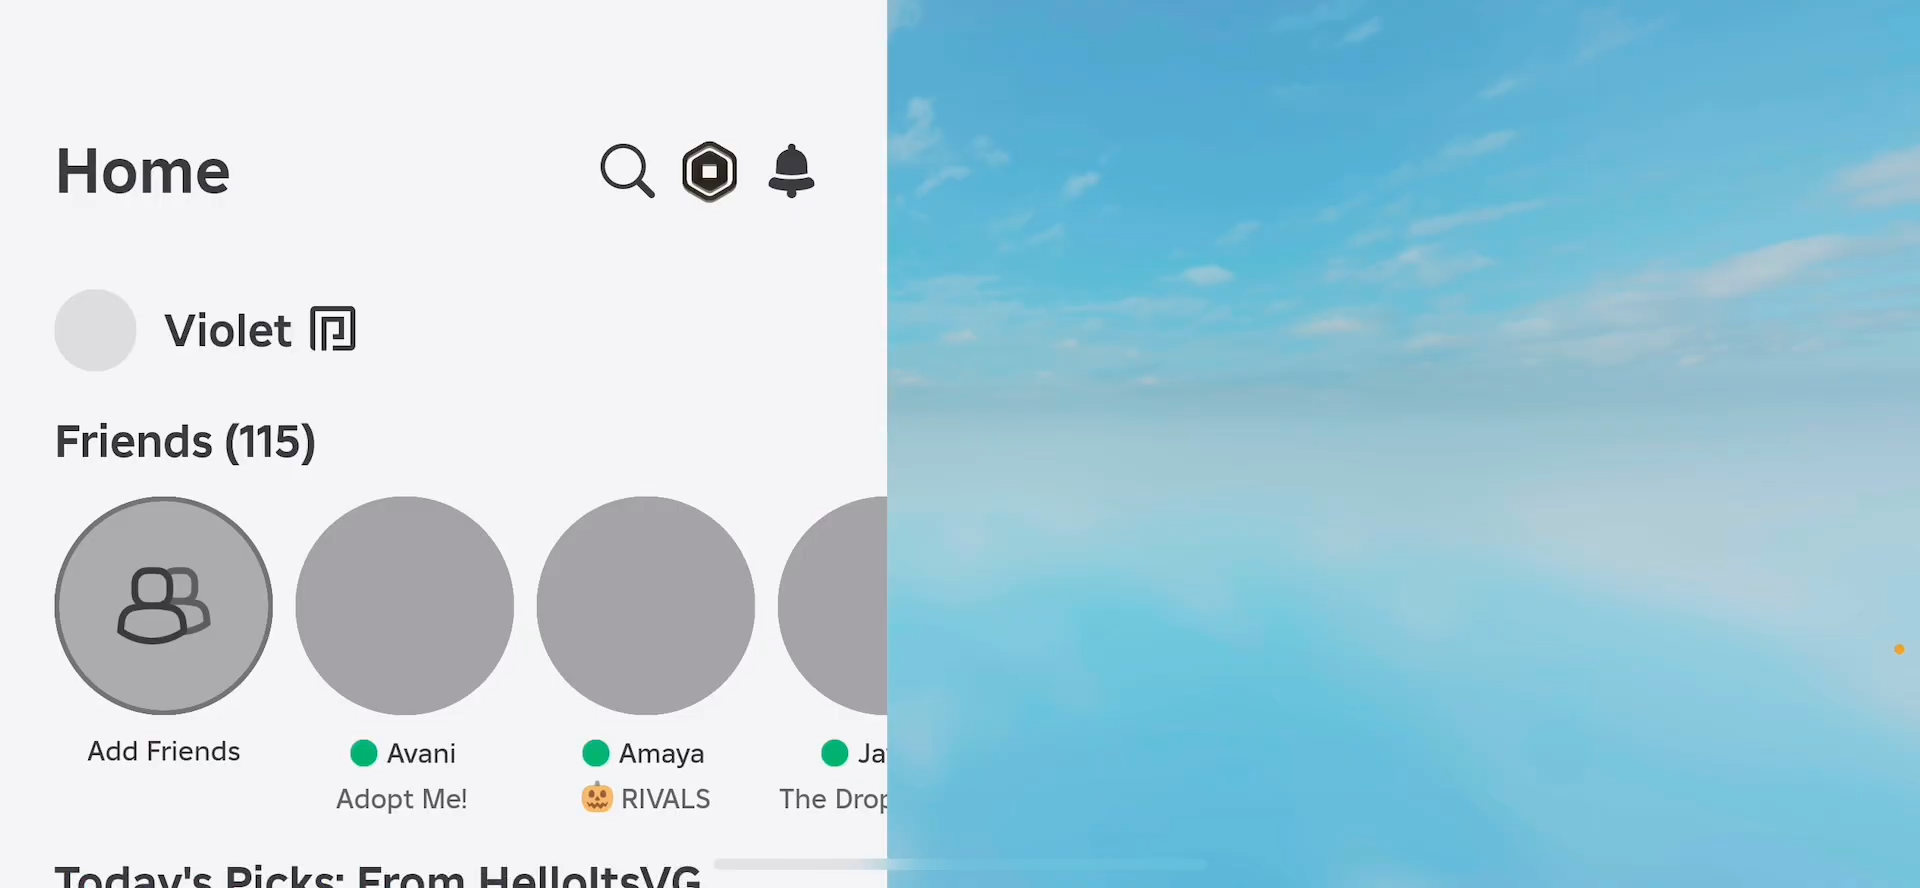 Home
Violet
Friends (115)
Add Friends
Avani
Adopt Me!
Amaya
🎃 RIVALS
The Drop
Today's Picks: From HelloItsVG